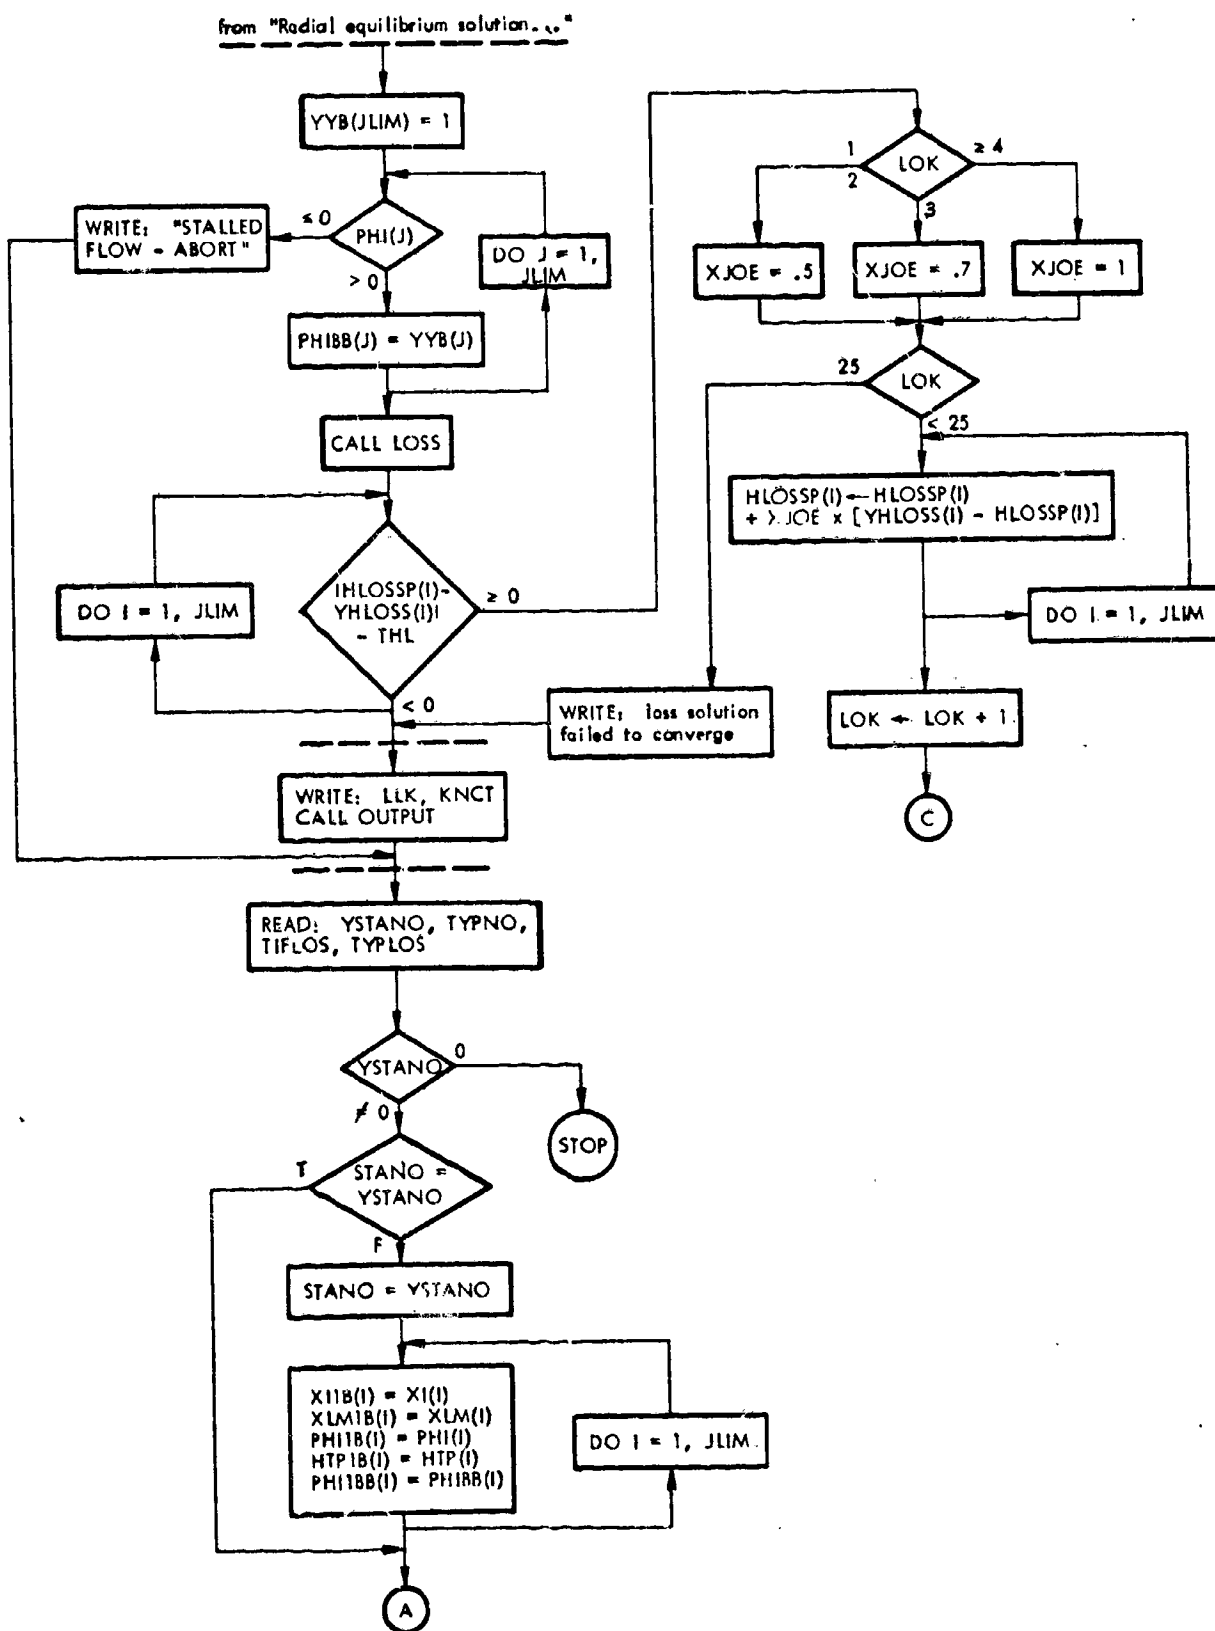 from "Radial equilibrium solution..."
YYB(JLIM) = 1
≤ 0
PHI(J)
> 0
WRITE: "STALLED
FLOW - ABORT"
DO J = 1,
JLIM
PHIBB(J) = YYB(J)
CALL LOSS
|HLOSSP(I)-
YHLOSS(I)|
- THL
≥ 0
< 0
DO I = 1, JLIM
1
2
LOK
≥ 4
3
XJOE = .5
XJOE = .7
XJOE = 1
25
LOK
< 25
HLOSSP(I) ← HLOSSP(I)
+ XJOE x [YHLOSS(I) - HLOSSP(I)]
DO I = 1, JLIM
LOK ← LOK + 1
C
WRITE: loss solution
failed to converge
WRITE: LLK, KNCT
CALL OUTPUT
READ: YSTANO, TYPNO,
TIFLOS, TYPLOS
YSTANO
0
≠ 0
STOP
T
STANO =
YSTANO
F
STANO = YSTANO
XI1B(I) = XI(I)
XLM1B(I) = XLM(I)
PHI1B(I) = PHI(I)
HTP1B(I) = HTP(I)
PHI1BB(I) = PHIBB(I)
DO I = 1, JLIM
A